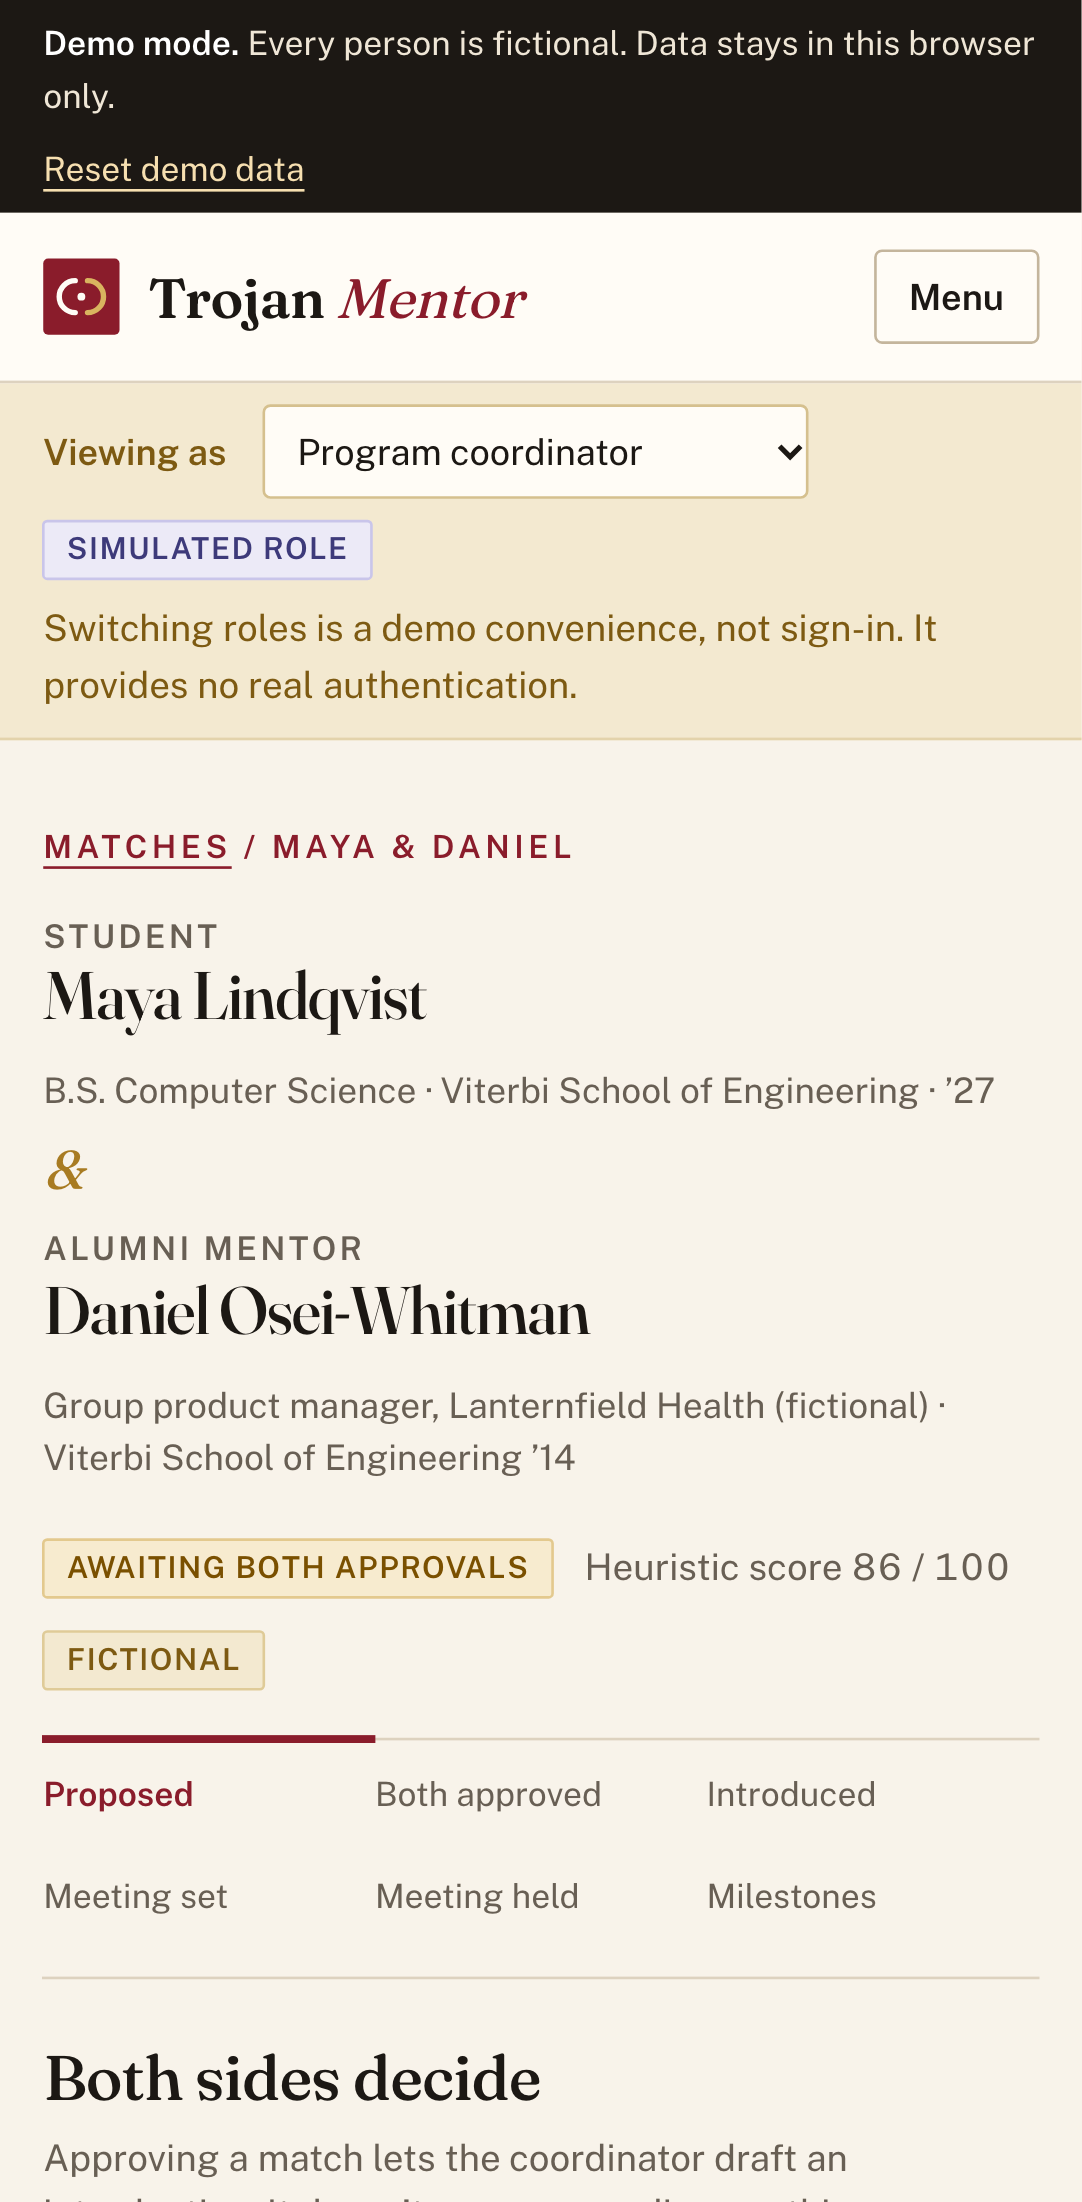 Demo mode. Every person is fictional. Data stays in this browser
only.
Reset demo data
Trojan Mentor
Menu
Viewing as
Program coordinator
SIMULATED ROLE
Switching roles is a demo convenience, not sign-in. It
provides no real authentication.
MATCHES / MAYA & DANIEL
STUDENT
Maya Lindqvist
B.S. Computer Science · Viterbi School of Engineering · ’27
&
ALUMNI MENTOR
Daniel Osei-Whitman
Group product manager, Lanternfield Health (fictional) ·
Viterbi School of Engineering ’14
AWAITING BOTH APPROVALS
Heuristic score 86 / 100
FICTIONAL
Proposed
Both approved
Introduced
Meeting set
Meeting held
Milestones
Both sides decide
Approving a match lets the coordinator draft an